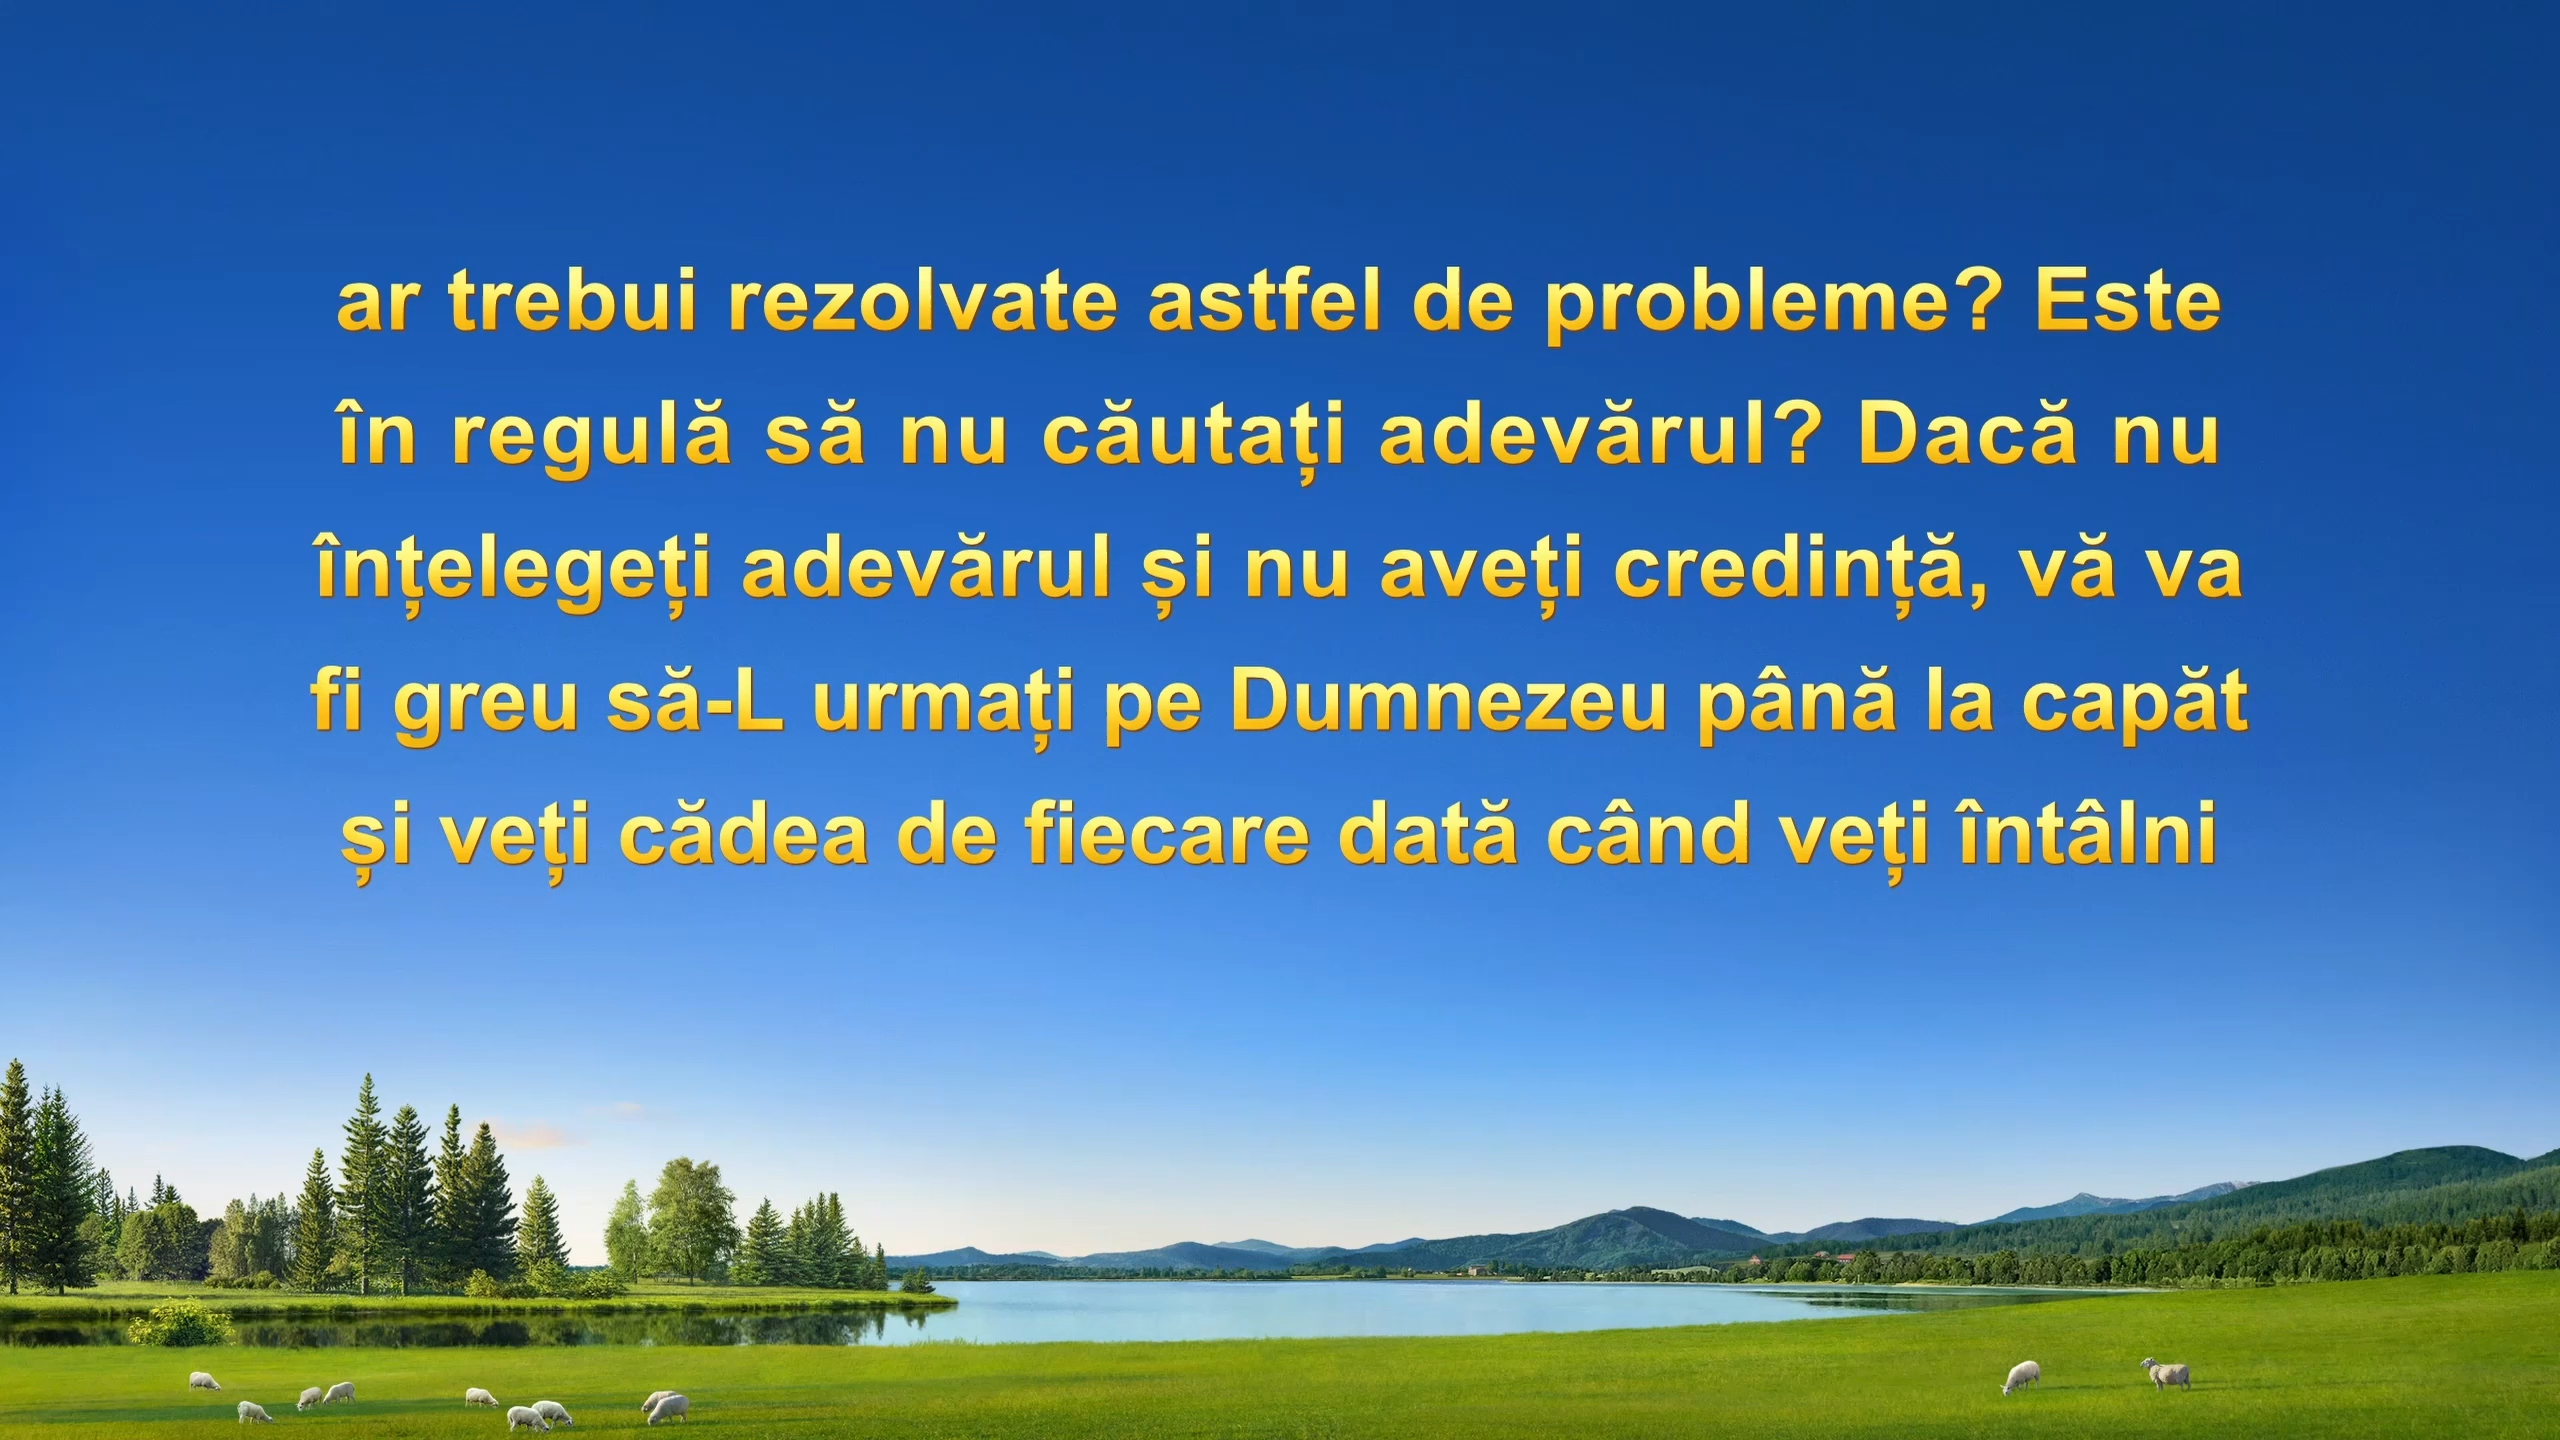 ar trebui rezolvate astfel de probleme? Este
în regulă să nu căutați adevărul? Dacă nu
înțelegeți adevărul și nu aveți credință, vă va
fi greu să-L urmați pe Dumnezeu până la capăt
și veți cădea de fiecare dată când veți întâlni